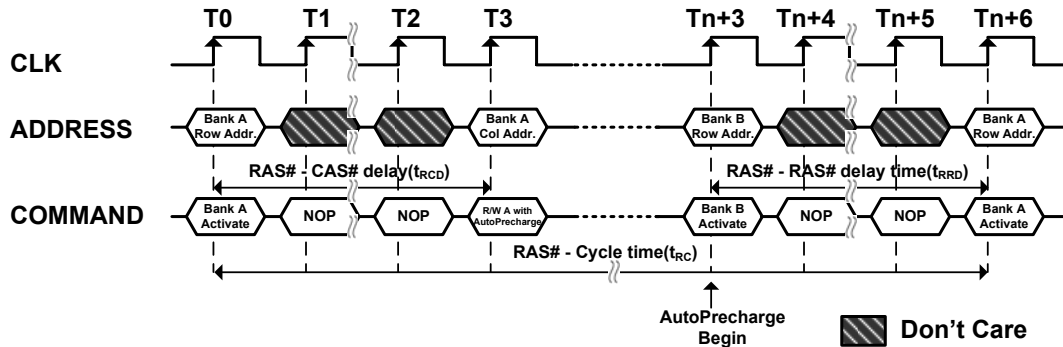 T0 T1 T2 T3 Tn+3 Tn+4 Tn+5 Tn+6
CLK
ADDRESS
Bank A
Row Addr.
Bank A
Col Addr.
Bank B
Row Addr.
Bank A
Row Addr.
RAS# - CAS# delay(tRCD)
RAS# - RAS# delay time(tRRD)
COMMAND
Bank A
Activate
NOP
NOP
R/W A with
AutoPrecharge
Bank B
Activate
NOP
NOP
Bank A
Activate
RAS# - Cycle time(tRC)
AutoPrecharge
Begin
Don't Care